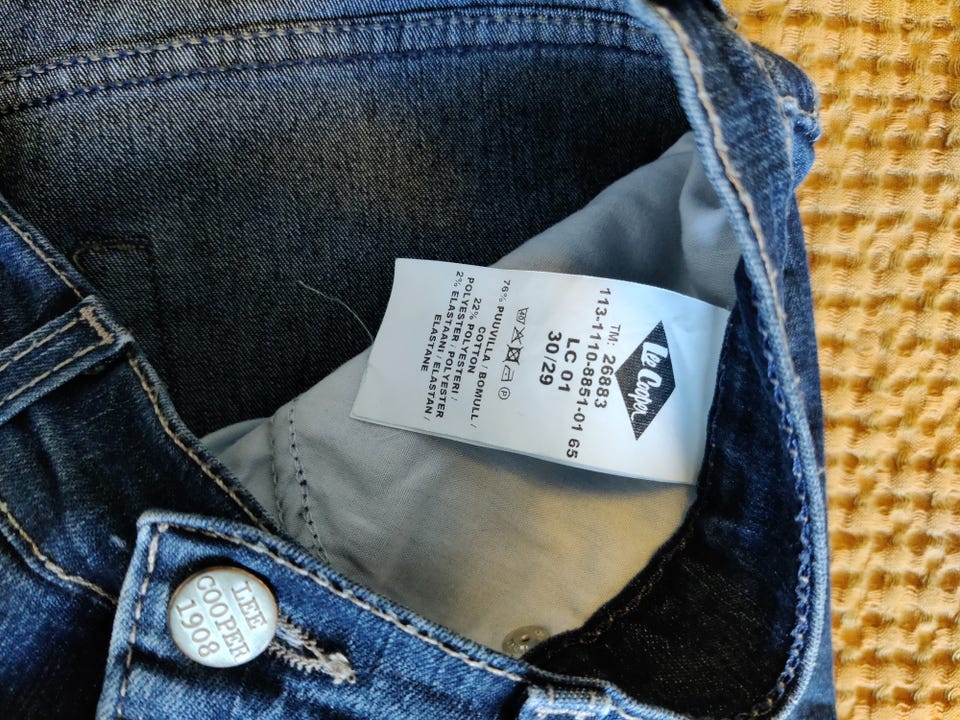 Lee Cooper
TM: 26883
113-1110-8851-01 65
LC 01
30/29
40
P
76% PUUVILLA / BOMULL /
COTTON
22% POLYESTERI /
POLYESTER / POLYESTER
2% ELASTAANI / ELASTAN /
ELASTANE
LEE
COOPER
1908